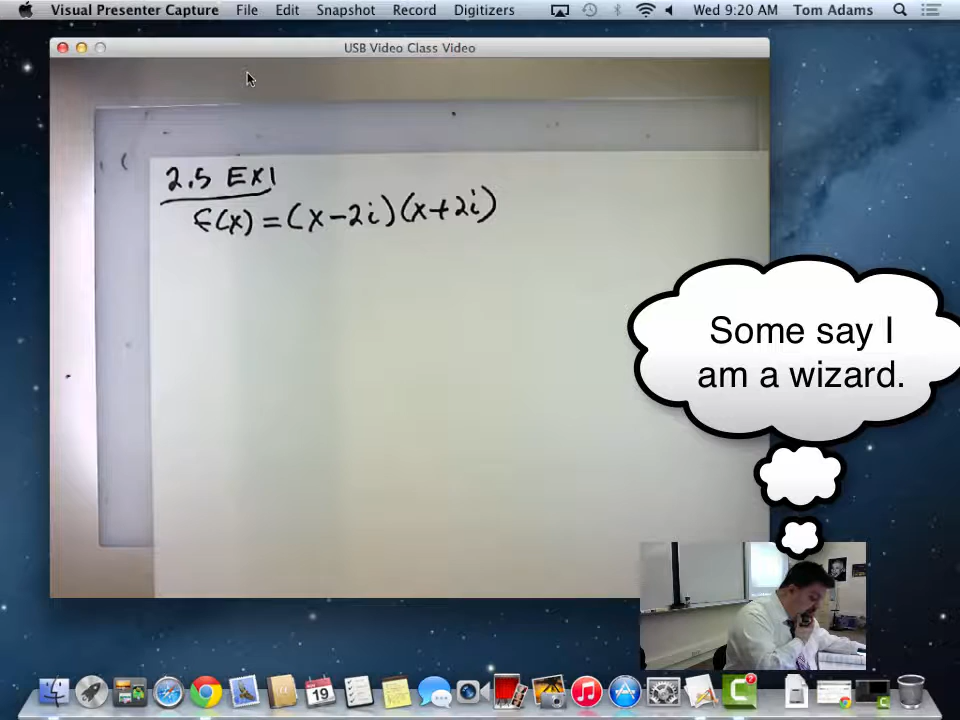 Visual Presenter Capture File Edit Snapshot Record Digitizers Wed 9:20 AM Tom Adams
USB Video Class Video
2.5 EX1
f(x) = (x-2i)(x+2i)
Some say I
am a wizard.
19
7